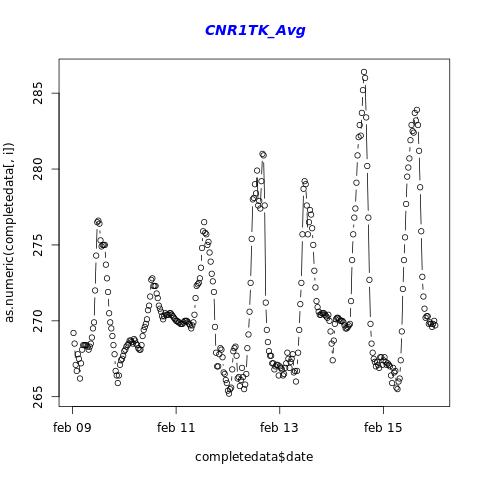 CNR1TK_Avg
as.numeric(completedata[, i])
285
280
275
270
265
feb 09 feb 11 feb 13 feb 15
completedata$date